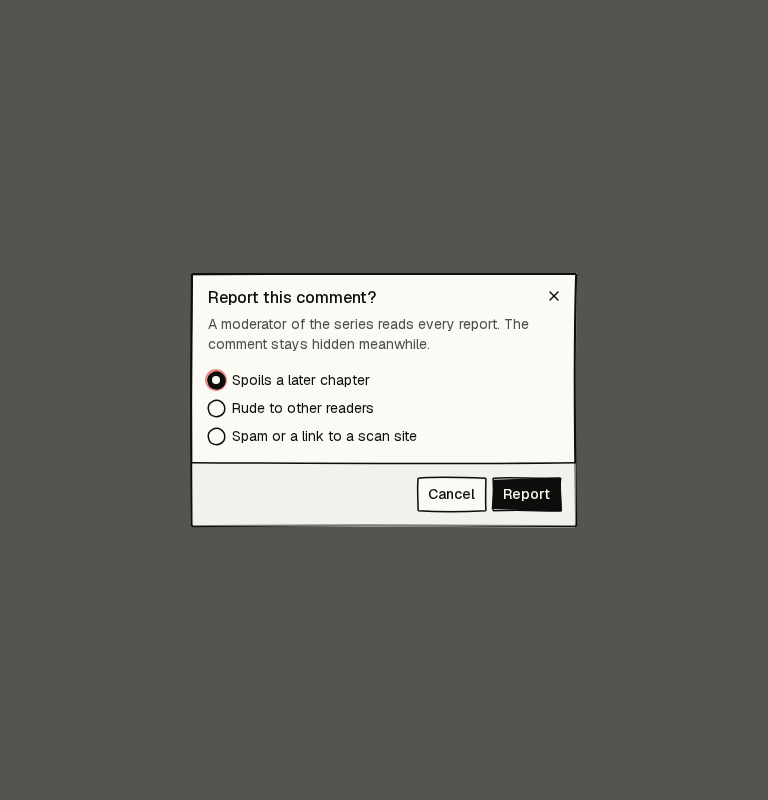 Report this comment?
A moderator of the series reads every report. The
comment stays hidden meanwhile.
Spoils a later chapter
Rude to other readers
Spam or a link to a scan site
Cancel
Report